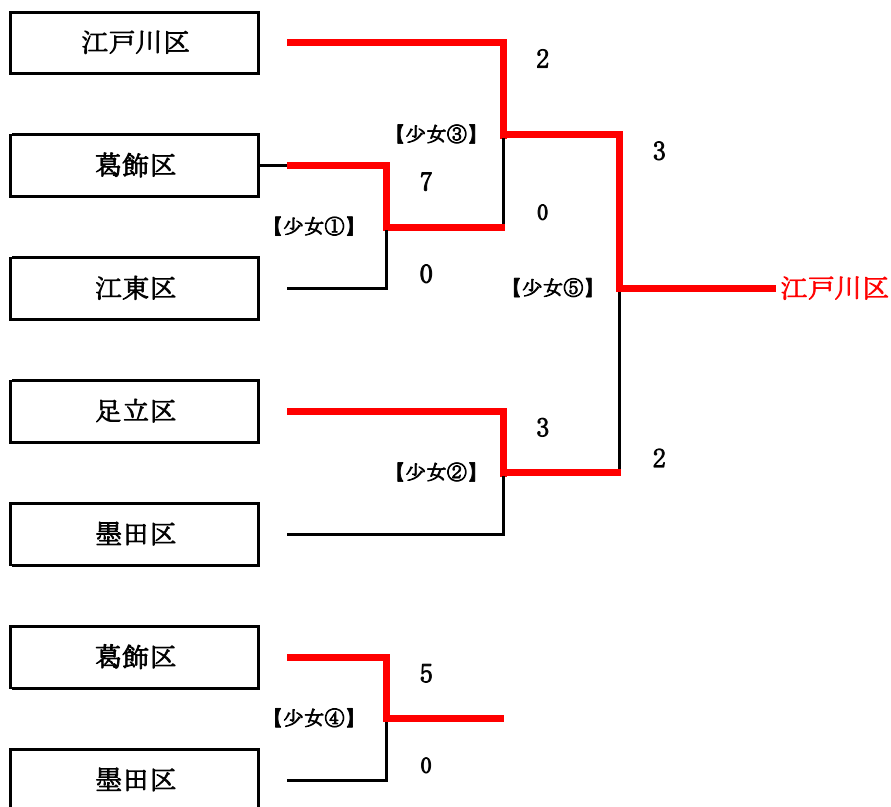 江戸川区
2
【少女③】
3
葛飾区
7
0
【少女①】
江東区
0
【少女⑤】
江戸川区
足立区
3
【少女②】
2
墨田区
葛飾区
5
【少女④】
墨田区
0